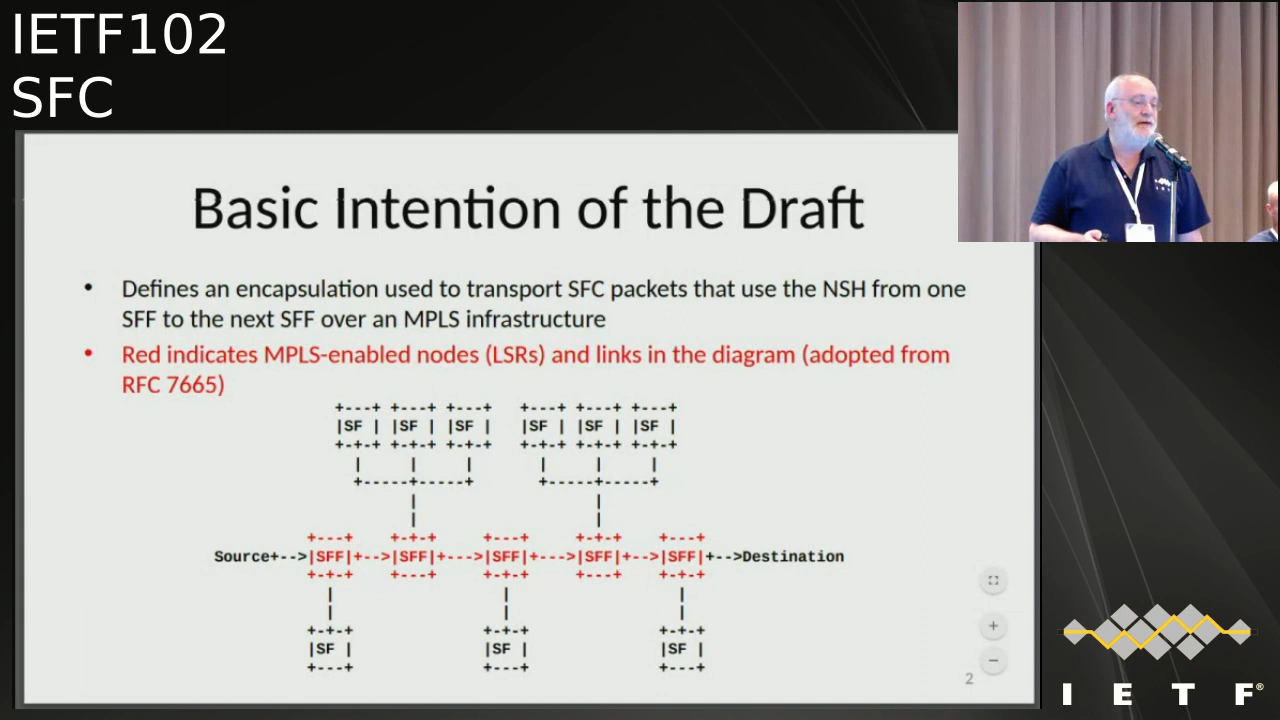 IETF102
SFC
Basic Intention of the Draft
• Defines an encapsulation used to transport SFC packets that use the NSH from one
SFF to the next SFF over an MPLS infrastructure
• Red indicates MPLS-enabled nodes (LSRs) and links in the diagram (adopted from
RFC 7665)
+---+ +---+ +---+   +---+ +---+ +---+
|SF | |SF | |SF |   |SF | |SF | |SF |
+-+-+ +-+-+ +-+-+   +-+-+ +-+-+ +-+-+
|     |     |       |     |     |
+-----+-----+       +-----+-----+
|                   |
|                   |
+---+    +-+-+     +---+     +-+-+    +---+
Source+-->|SFF|+-->|SFF|+--->|SFF|+--->|SFF|+-->|SFF|+-->Destination
+-+-+    +---+     +-+-+     +---+    +-+-+
|                  |                  |
|                  |                  |
+-+-+              +-+-+              +-+-+
|SF |              |SF |              |SF |
+---+              +---+              +---+
+
−
2
I E T F®